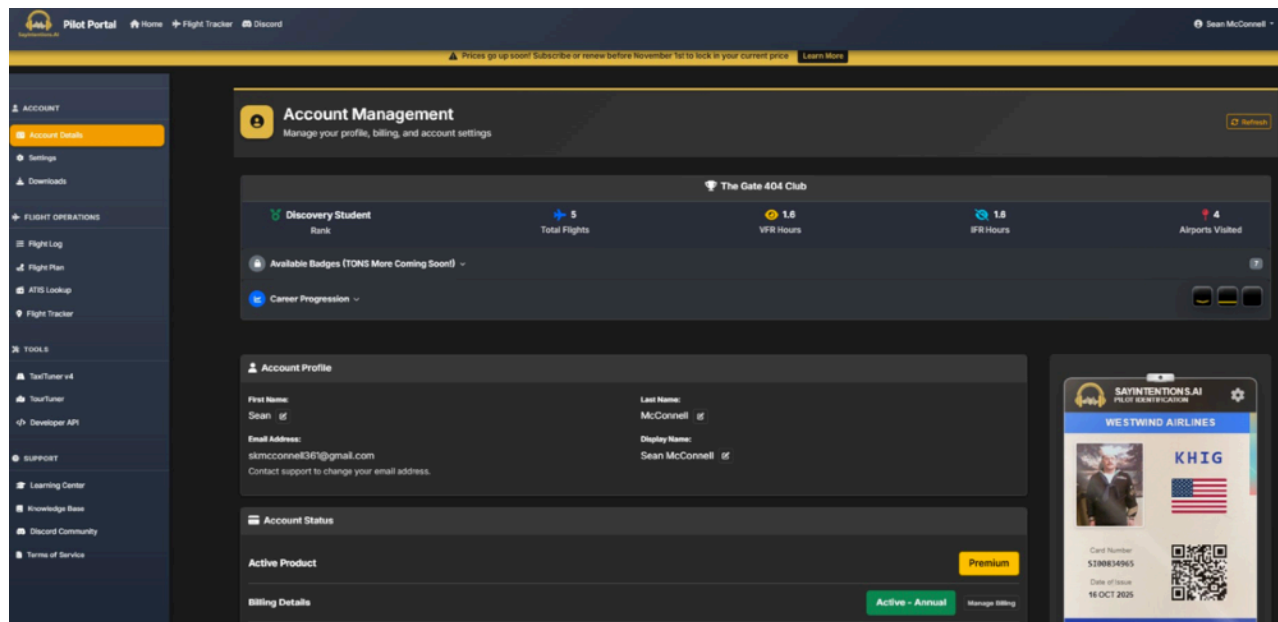 SayIntentions.AI
Pilot Portal Home Flight Tracker Discord Sean McConnell
Prices go up soon! Subscribe or renew before November 1st to lock in your current price Learn More
ACCOUNT
Account Details
Settings
Downloads
FLIGHT OPERATIONS
Flight Log
Flight Plan
ATIS Lookup
Flight Tracker
TOOLS
TaxiTuner v4
TourTuner
</> Developer API
SUPPORT
Learning Center
Knowledge Base
Discord Community
Terms of Service
Account Management
Manage your profile, billing, and account settings
Refresh
The Gate 404 Club
Discovery Student 5 1.6 1.6 4
Rank Total Flights VFR Hours IFR Hours Airports Visited
Available Badges (TONS More Coming Soon!) ?
Career Progression
Account Profile
First Name: Last Name:
Sean McConnell
Email Address: Display Name:
skmcconnell361@gmail.com Sean McConnell
Contact support to change your email address.
Account Status
Active Product Premium
Billing Details Active - Annual Manage Billing
SAYINTENTIONS.AI
PILOT IDENTIFICATION
WESTWIND AIRLINES
KHIG
Card Number
SI00834965
Date of Issue
16 OCT 2025